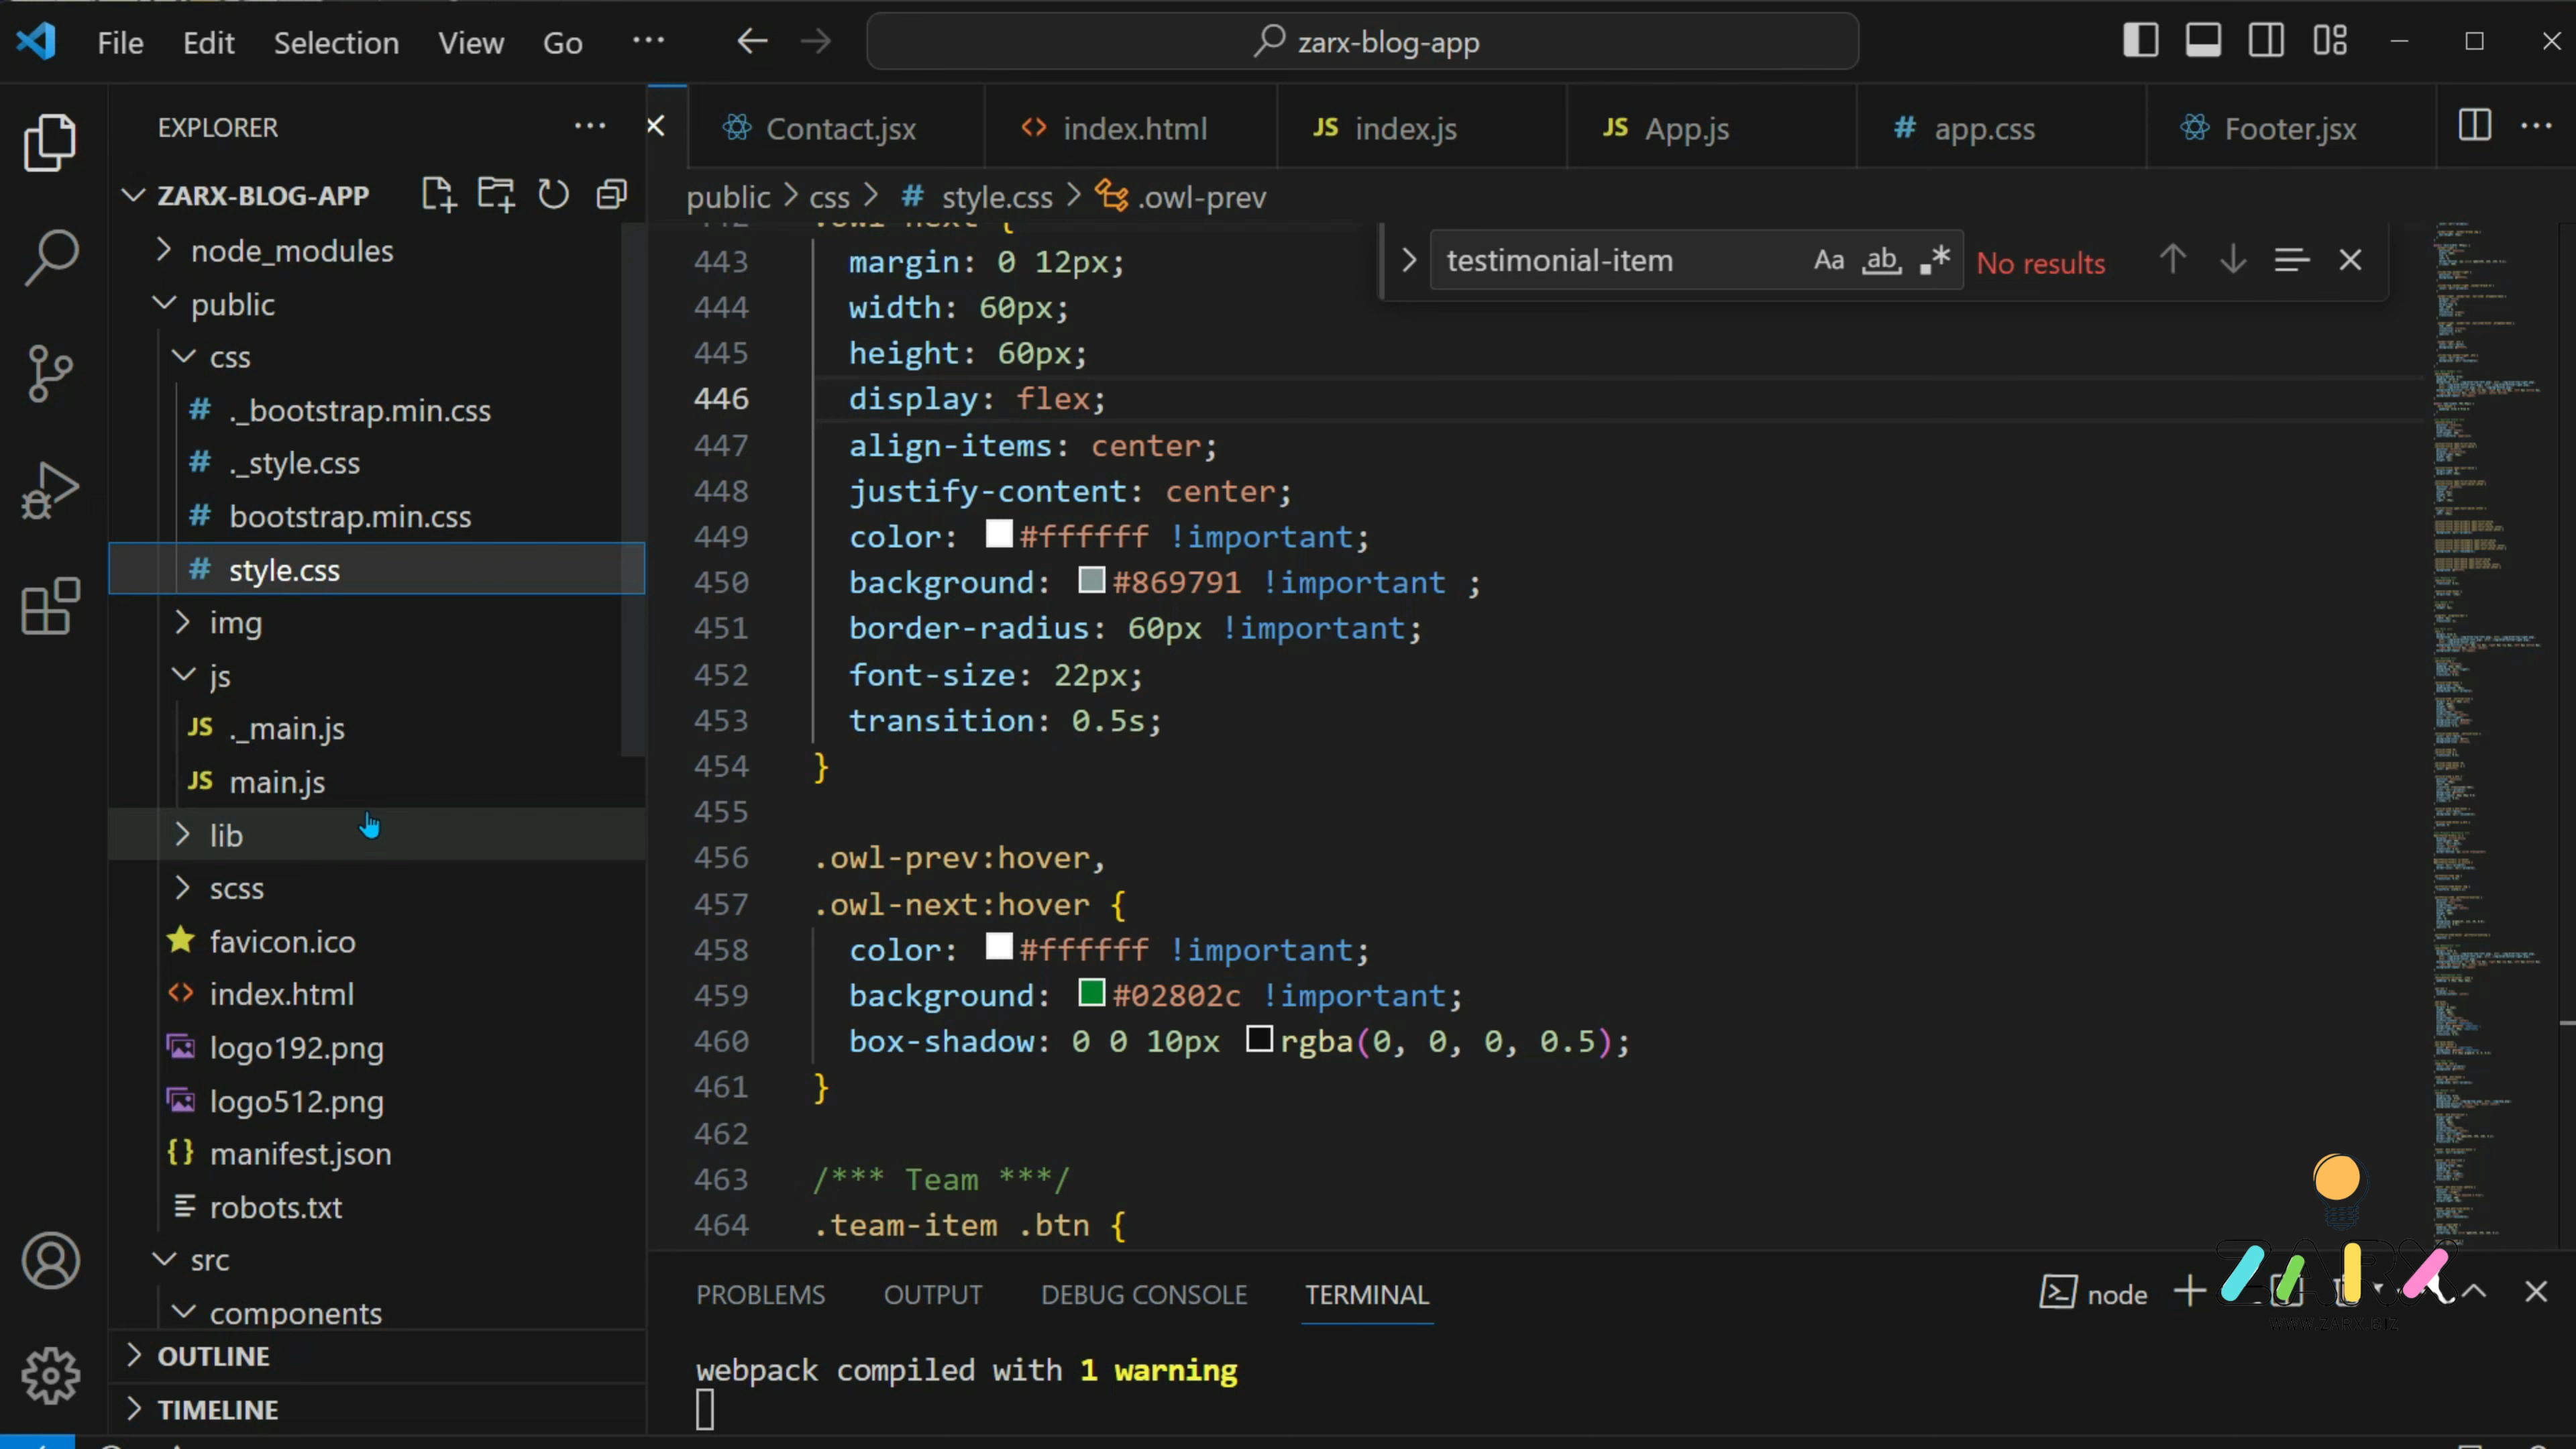 File Edit Selection View Go ···
zarx-blog-app
EXPLORER
ZARX-BLOG-APP
node_modules
public
css
._bootstrap.min.css
._style.css
bootstrap.min.css
style.css
img
js
JS ._main.js
JS main.js
lib
scss
favicon.ico
index.html
logo192.png
logo512.png
manifest.json
robots.txt
src
components
OUTLINE
TIMELINE
Contact.jsx
index.html
JS index.js
JS App.js
# app.css
Footer.jsx
public > css > # style.css > .owl-prev
testimonial-item Aa ab No results
442 .owl-next {
443 margin: 0 12px;
444 width: 60px;
445 height: 60px;
446 display: flex;
447 align-items: center;
448 justify-content: center;
449 color: #ffffff !important;
450 background: #869791 !important ;
451 border-radius: 60px !important;
452 font-size: 22px;
453 transition: 0.5s;
454 }
455
456 .owl-prev:hover,
457 .owl-next:hover {
458 color: #ffffff !important;
459 background: #02802c !important;
460 box-shadow: 0 0 10px rgba(0, 0, 0, 0.5);
461 }
462
463 /*** Team ***/
464 .team-item .btn {
PROBLEMS OUTPUT DEBUG CONSOLE TERMINAL
node
ZARX
WWW.ZARX.BIZ
webpack compiled with 1 warning